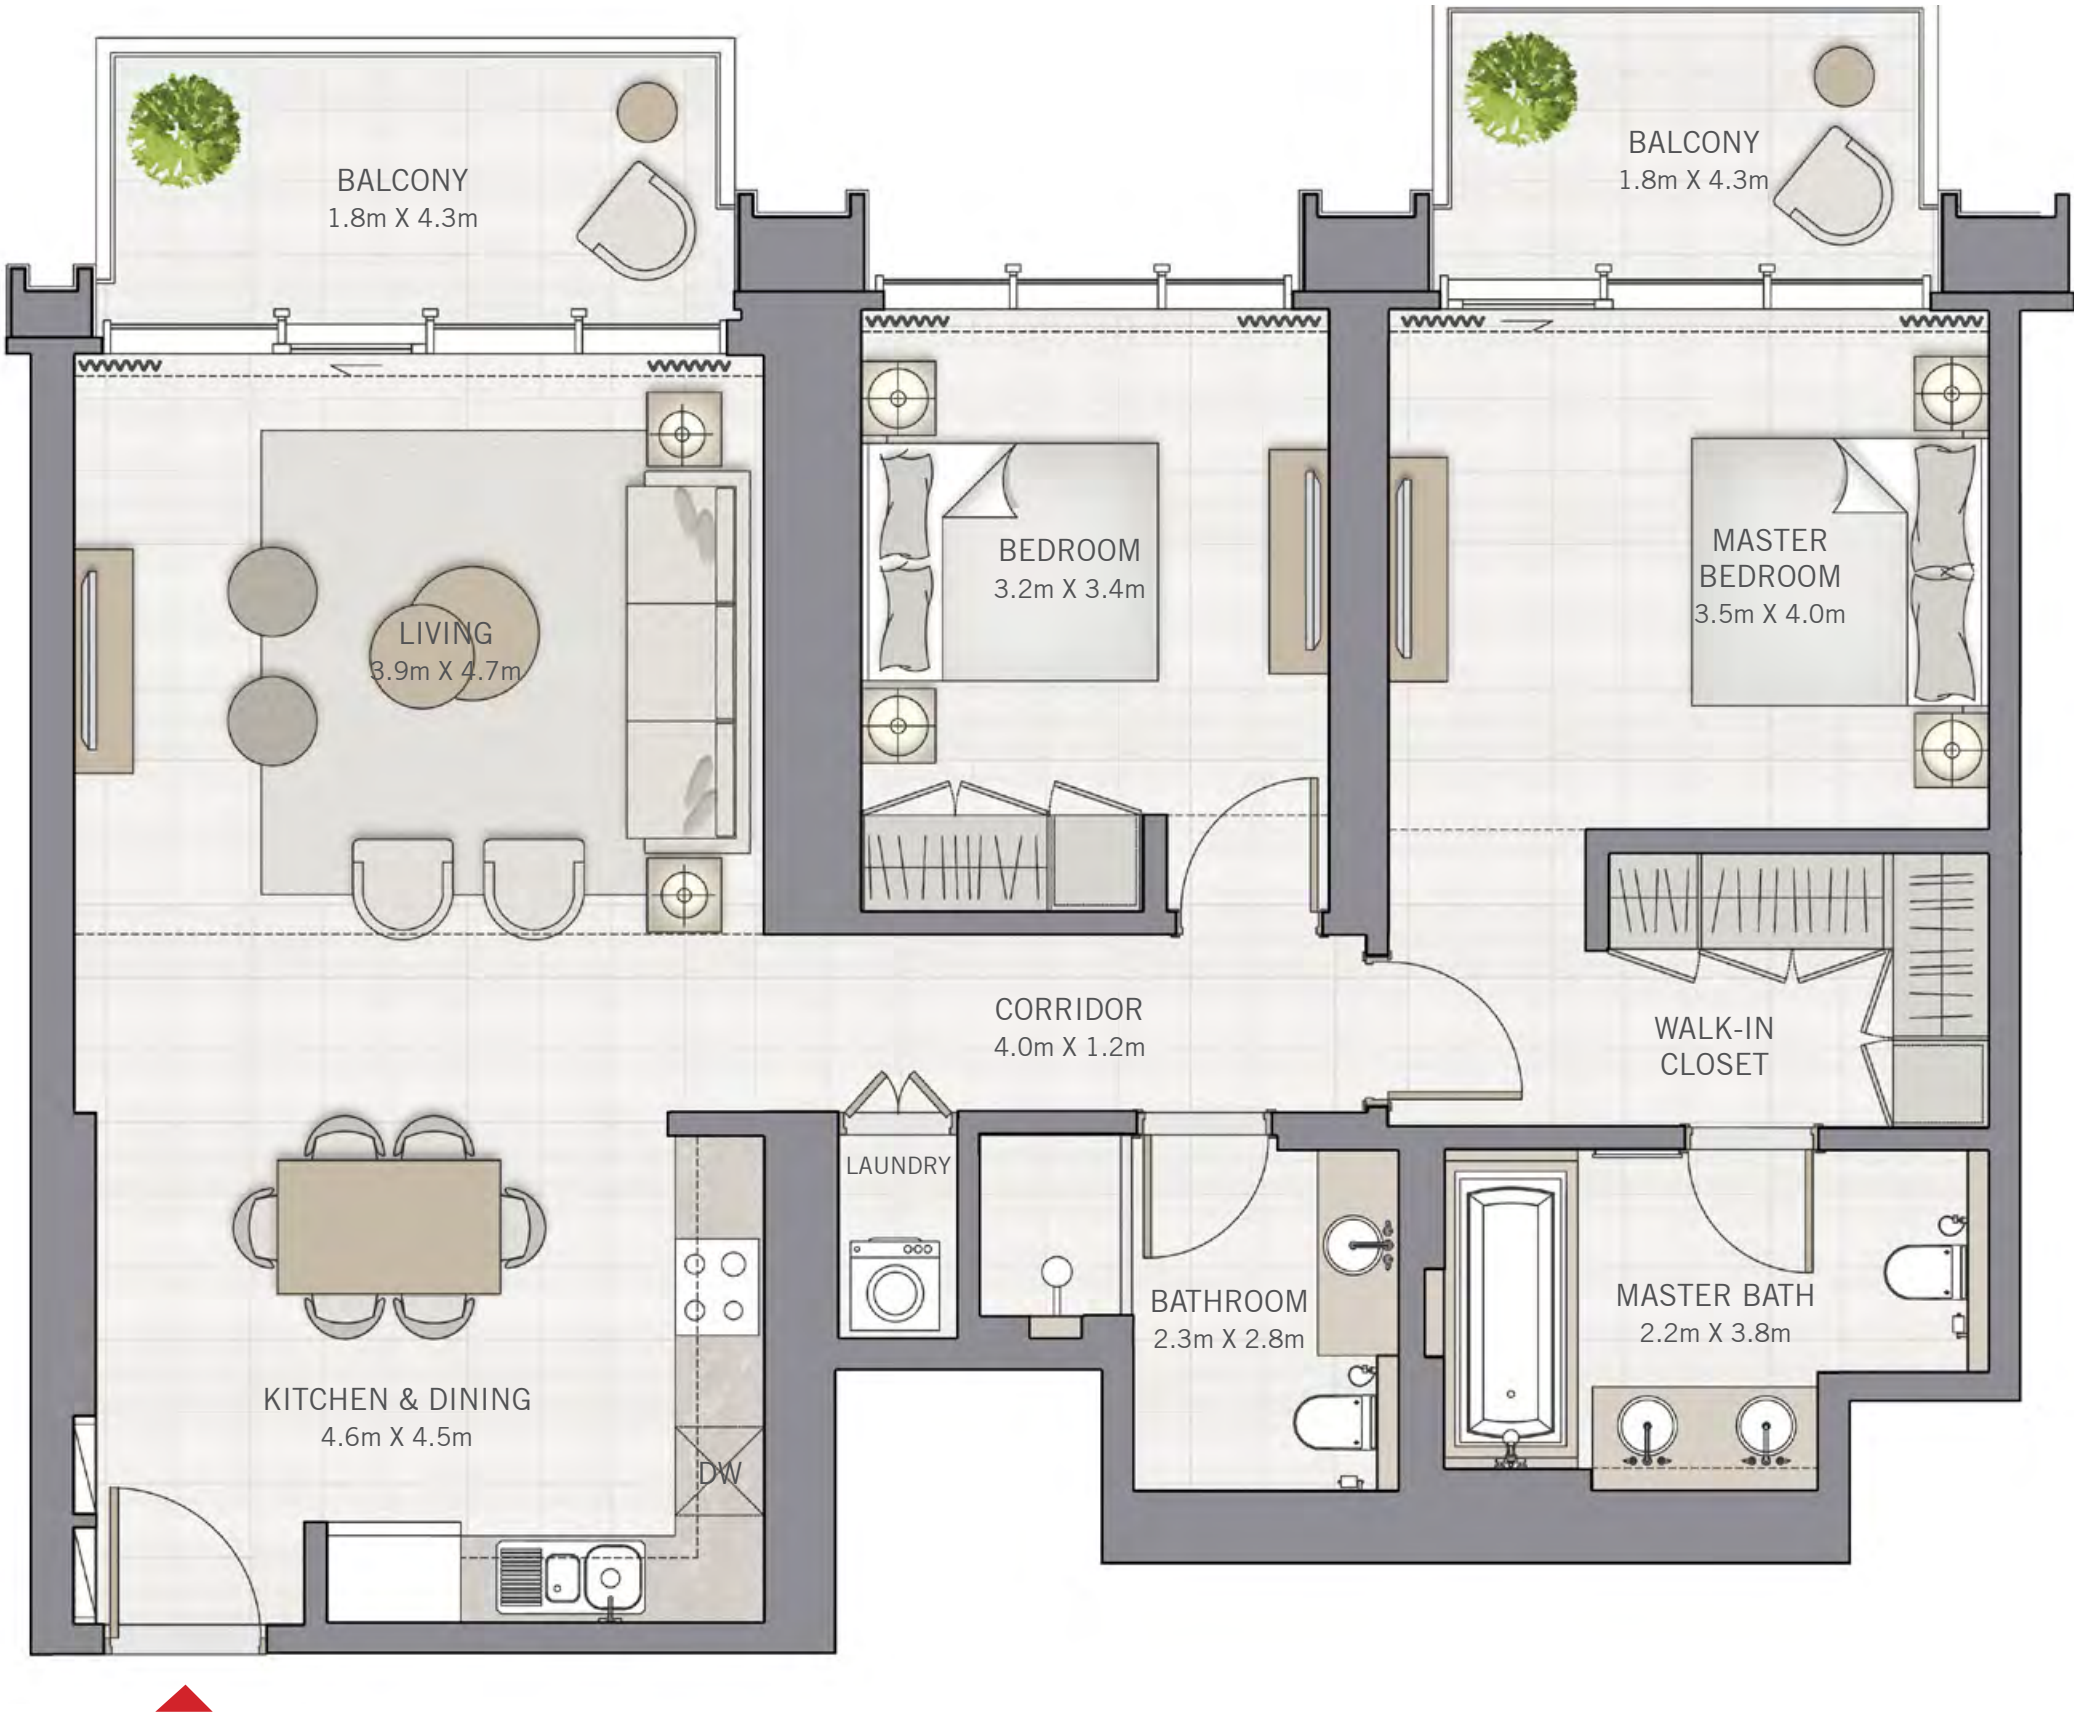 BALCONY
1.8m X 4.3m
BALCONY
1.8m X 4.3m
LIVING
3.9m X 4.7m
BEDROOM
3.2m X 3.4m
MASTER
BEDROOM
3.5m X 4.0m
CORRIDOR
4.0m X 1.2m
WALK-IN
CLOSET
LAUNDRY
BATHROOM
2.3m X 2.8m
MASTER BATH
2.2m X 3.8m
KITCHEN & DINING
4.6m X 4.5m
DW